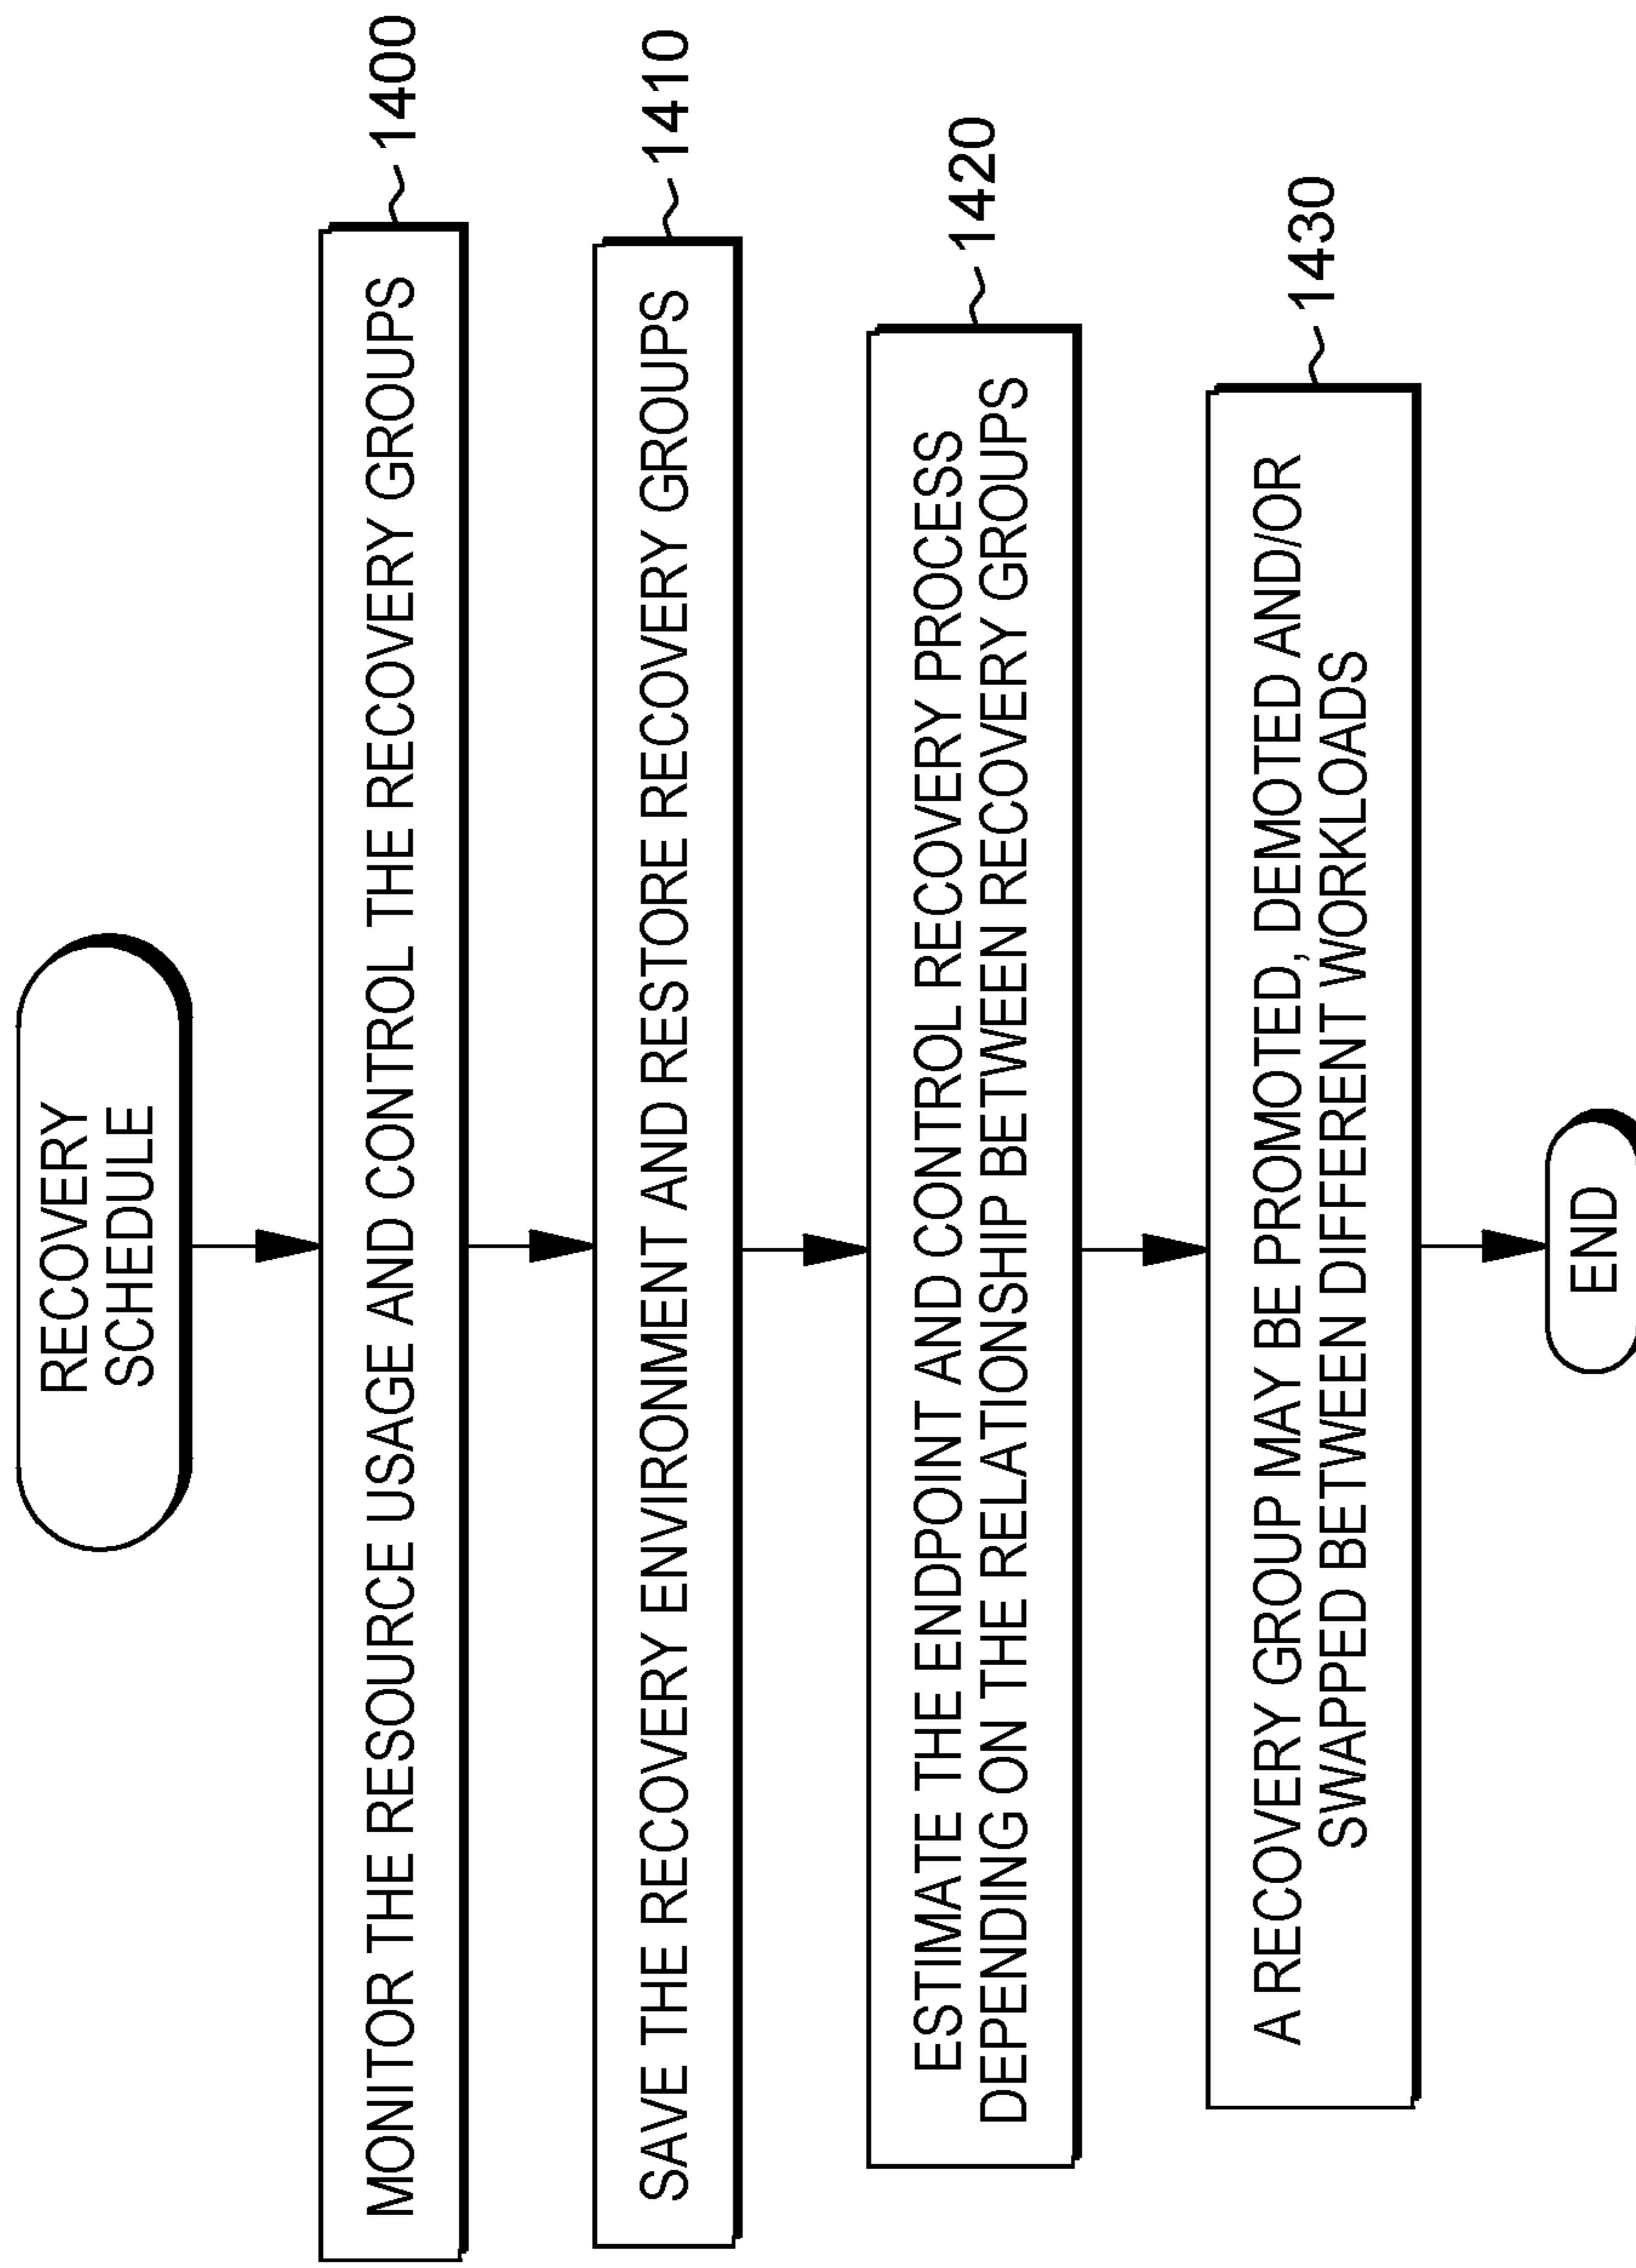 RECOVERY
SCHEDULE
MONITOR THE RESOURCE USAGE AND CONTROL THE RECOVERY GROUPS
1400
SAVE THE RECOVERY ENVIRONMENT AND RESTORE RECOVERY GROUPS
1410
ESTIMATE THE ENDPOINT AND CONTROL RECOVERY PROCESS
DEPENDING ON THE RELATIONSHIP BETWEEN RECOVERY GROUPS
1420
A RECOVERY GROUP MAY BE PROMOTED, DEMOTED AND/OR
SWAPPED BETWEEN DIFFERENT WORKLOADS
1430
END